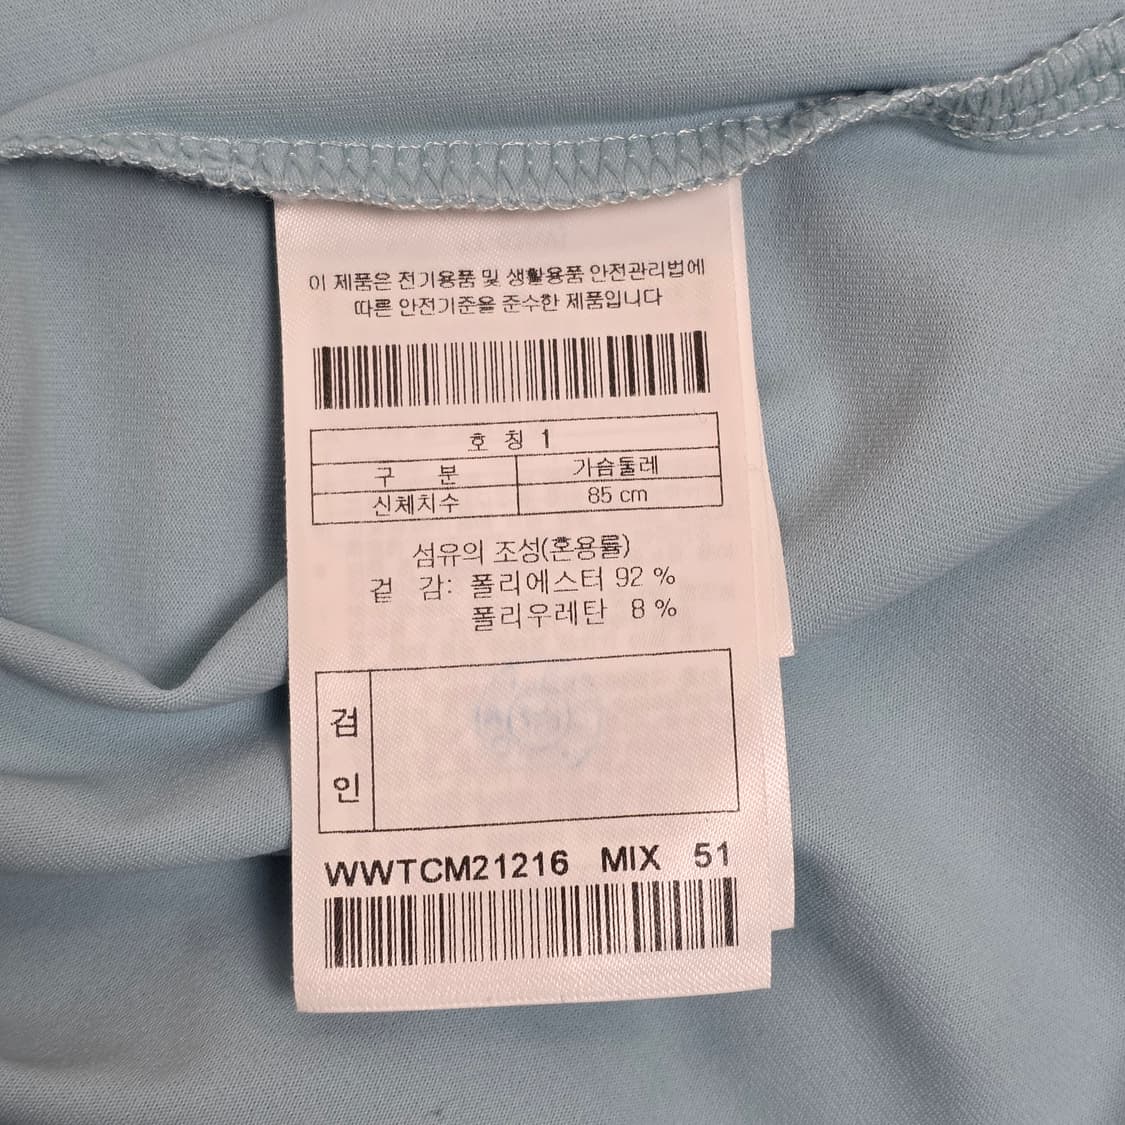 이 제품은 전기용품 및 생활용품 안전관리법에
따른 안전기준을 준수한 제품입니다
호 칭 1
구 분 가슴둘레
신체치수 85 cm
섬유의 조성(혼용률)
겉 감: 폴리에스터 92 %
폴리우레탄 8 %
검
인
WWTCM21216 MIX 51